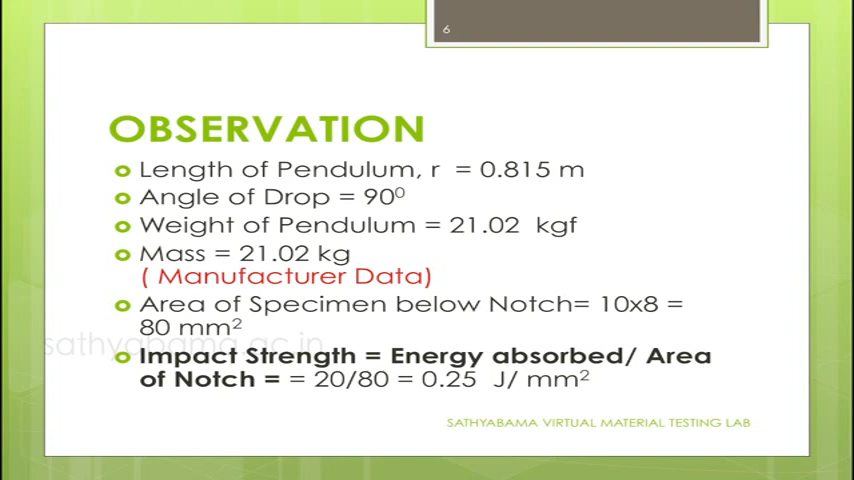 6
OBSERVATION
Length of Pendulum, r = 0.815 m
Angle of Drop = 90⁰
Weight of Pendulum = 21.02 kgf
Mass = 21.02 kg
( Manufacturer Data)
Area of Specimen below Notch= 10x8 =
80 mm²
sathyabama.ac.in
Impact Strength = Energy absorbed/ Area
of Notch = = 20/80 = 0.25 J/ mm²
SATHYABAMA VIRTUAL MATERIAL TESTING LAB